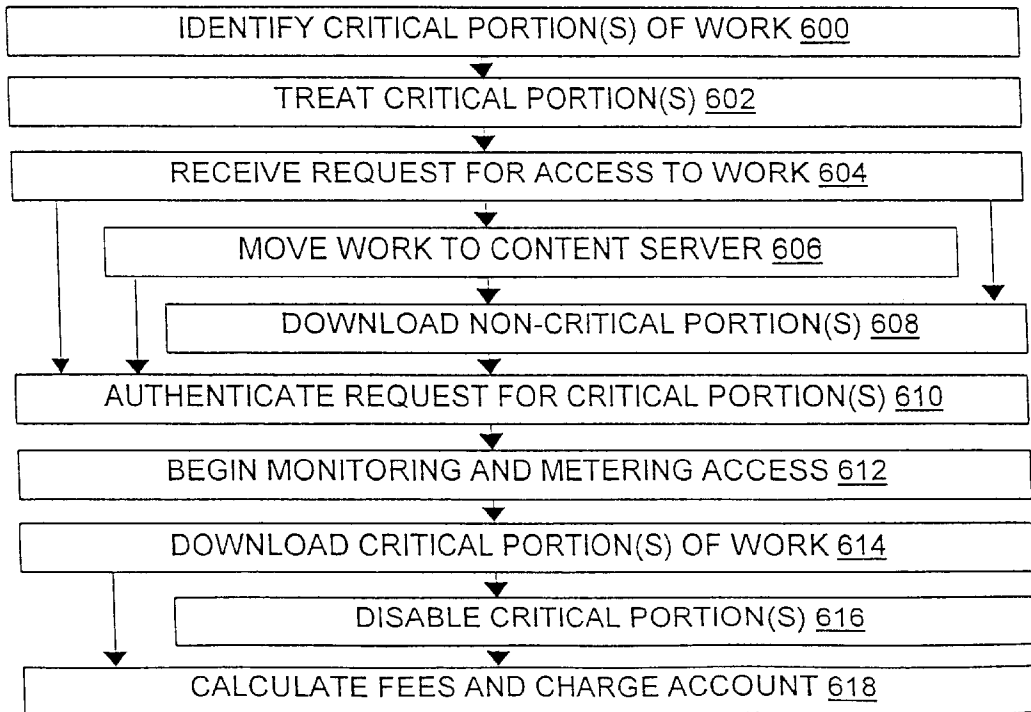 IDENTIFY CRITICAL PORTION(S) OF WORK 600
TREAT CRITICAL PORTION(S) 602
RECEIVE REQUEST FOR ACCESS TO WORK 604
MOVE WORK TO CONTENT SERVER 606
DOWNLOAD NON-CRITICAL PORTION(S) 608
AUTHENTICATE REQUEST FOR CRITICAL PORTION(S) 610
BEGIN MONITORING AND METERING ACCESS 612
DOWNLOAD CRITICAL PORTION(S) OF WORK 614
DISABLE CRITICAL PORTION(S) 616
CALCULATE FEES AND CHARGE ACCOUNT 618